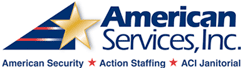 American
Services, Inc.
American Security ★ Action Staffing ★ ACI Janitorial